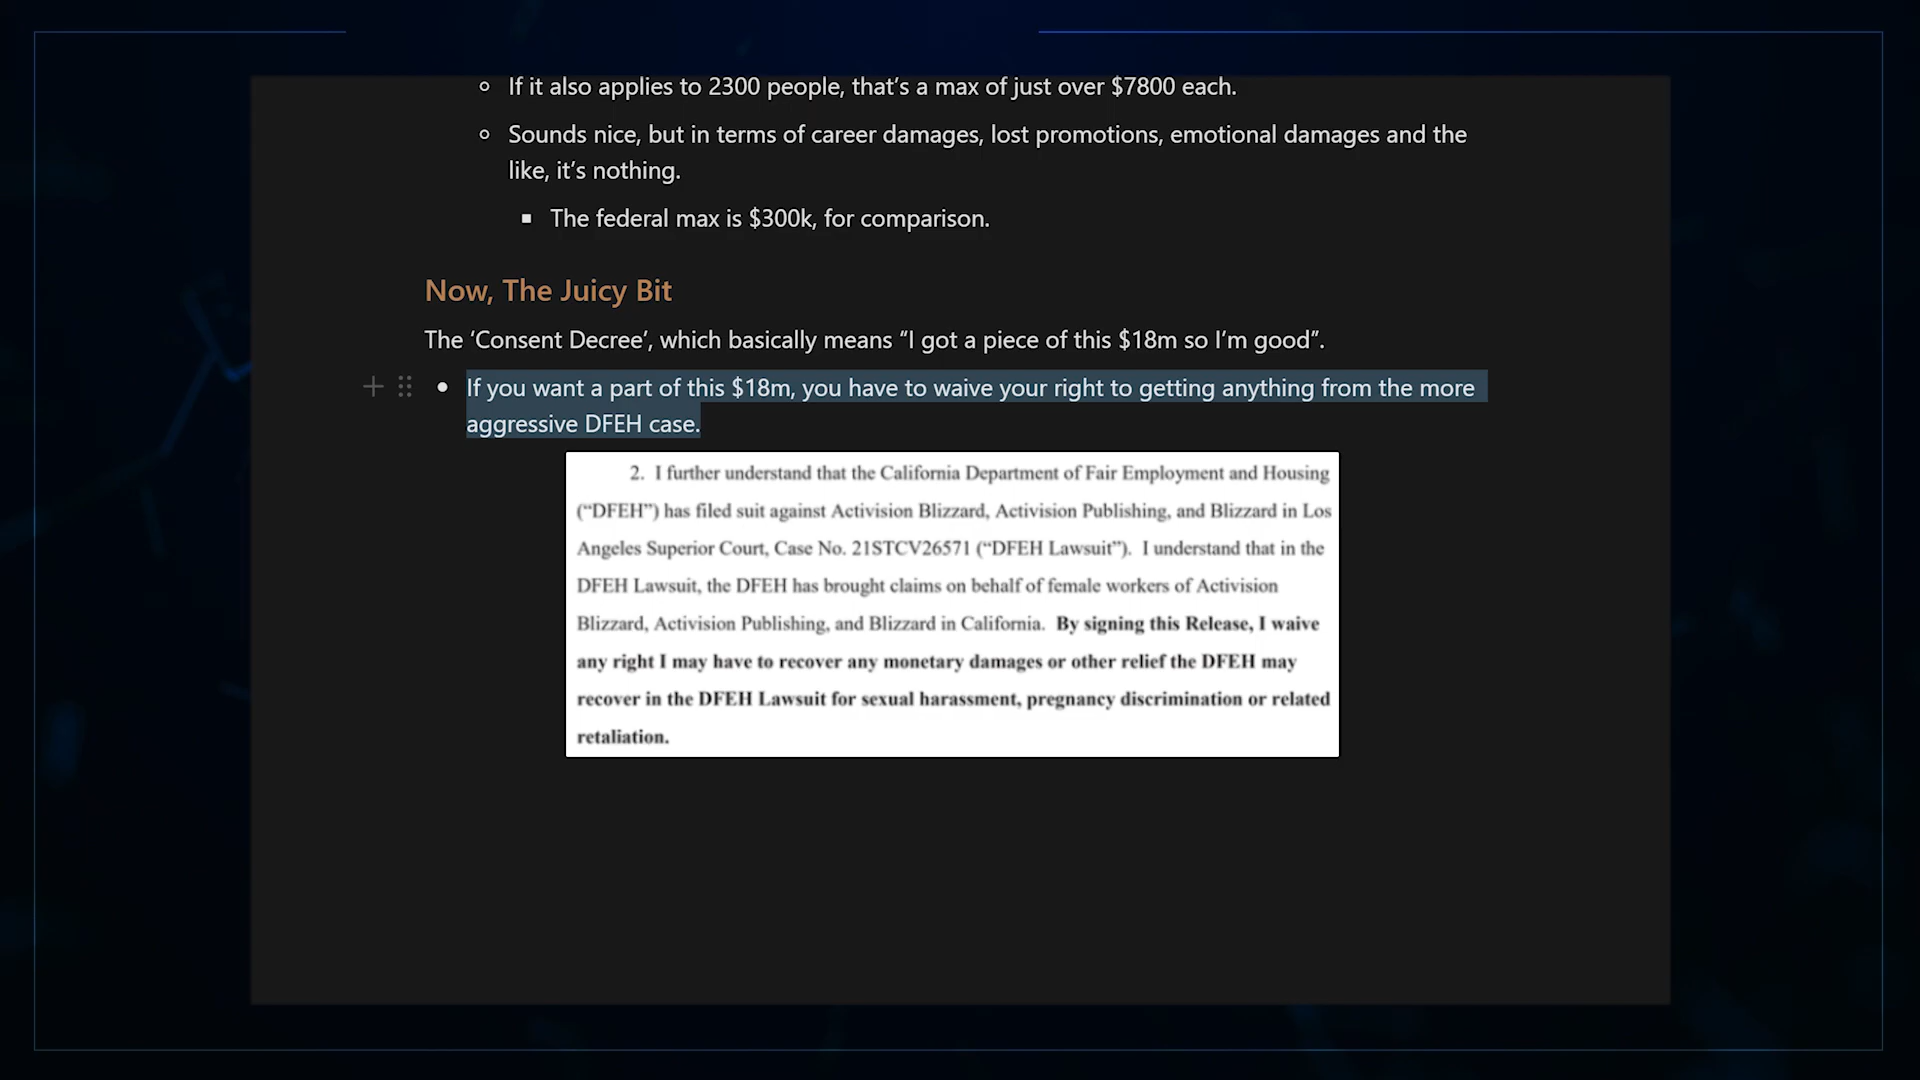 If it also applies to 2300 people, that’s a max of just over $7800 each.
Sounds nice, but in terms of career damages, lost promotions, emotional damages and the
like, it’s nothing.
The federal max is $300k, for comparison.
Now, The Juicy Bit
The ‘Consent Decree’, which basically means “I got a piece of this $18m so I’m good”.
If you want a part of this $18m, you have to waive your right to getting anything from the more
aggressive DFEH case.
2. I further understand that the California Department of Fair Employment and Housing
(“DFEH”) has filed suit against Activision Blizzard, Activision Publishing, and Blizzard in Los
Angeles Superior Court, Case No. 21STCV26571 (“DFEH Lawsuit”). I understand that in the
DFEH Lawsuit, the DFEH has brought claims on behalf of female workers of Activision
Blizzard, Activision Publishing, and Blizzard in California. By signing this Release, I waive
any right I may have to recover any monetary damages or other relief the DFEH may
recover in the DFEH Lawsuit for sexual harassment, pregnancy discrimination or related
retaliation.